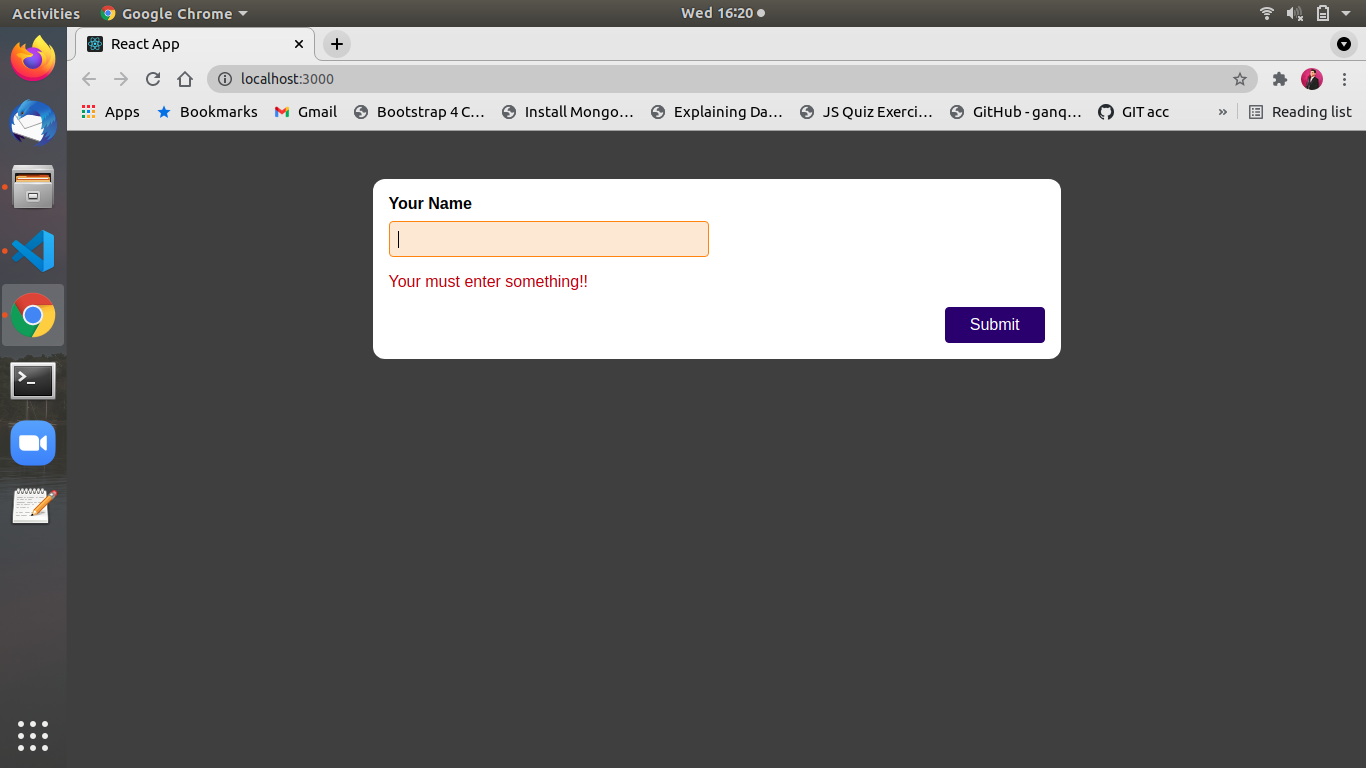 Activities Google Chrome Wed 16:20
React App
localhost:3000
Apps Bookmarks Gmail Bootstrap 4 C… Install Mongo… Explaining Da… JS Quiz Exerci… GitHub - ganq… GIT acc » Reading list
Your Name
Your must enter something!!
Submit